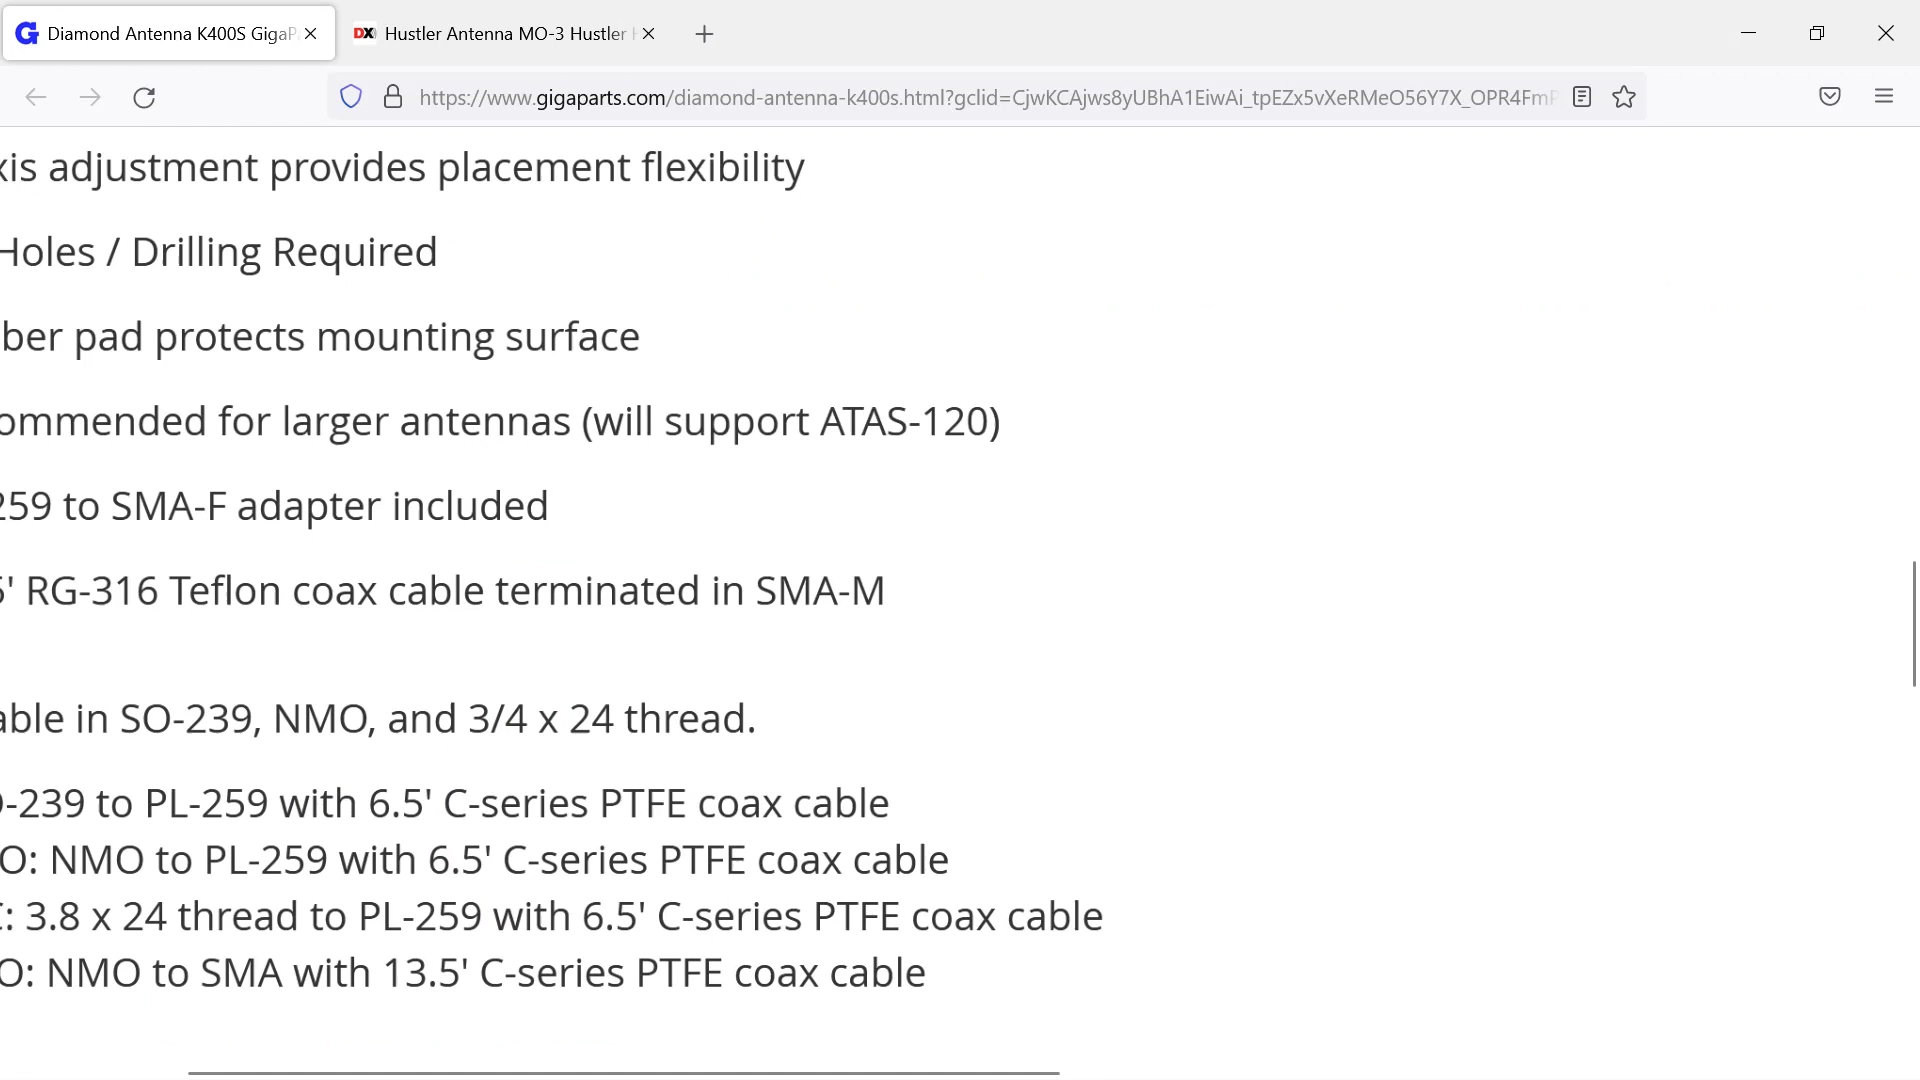 Diamond Antenna K400S GigaP
DX Hustler Antenna MO-3 Hustler
https://www.gigaparts.com/diamond-antenna-k400s.html?gclid=CjwKCAjws8yUBhA1EiwAi_tpEZx5vXeRMeO56Y7X_OPR4FmP
xis adjustment provides placement flexibility
Holes / Drilling Required
ber pad protects mounting surface
ommended for larger antennas (will support ATAS-120)
259 to SMA-F adapter included
5' RG-316 Teflon coax cable terminated in SMA-M
able in SO-239, NMO, and 3/4 x 24 thread.
-239 to PL-259 with 6.5' C-series PTFE coax cable
O: NMO to PL-259 with 6.5' C-series PTFE coax cable
C: 3.8 x 24 thread to PL-259 with 6.5' C-series PTFE coax cable
O: NMO to SMA with 13.5' C-series PTFE coax cable